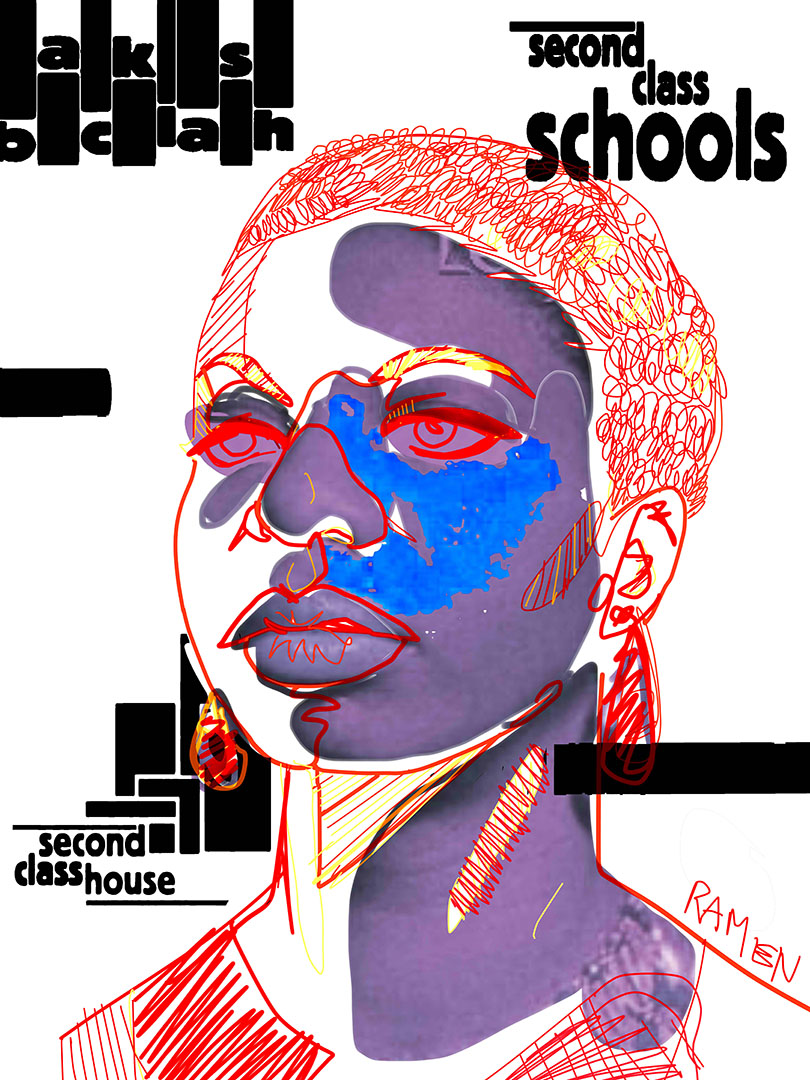 a k s
b c i a h
second
class
schools
second
class house
RAMEN